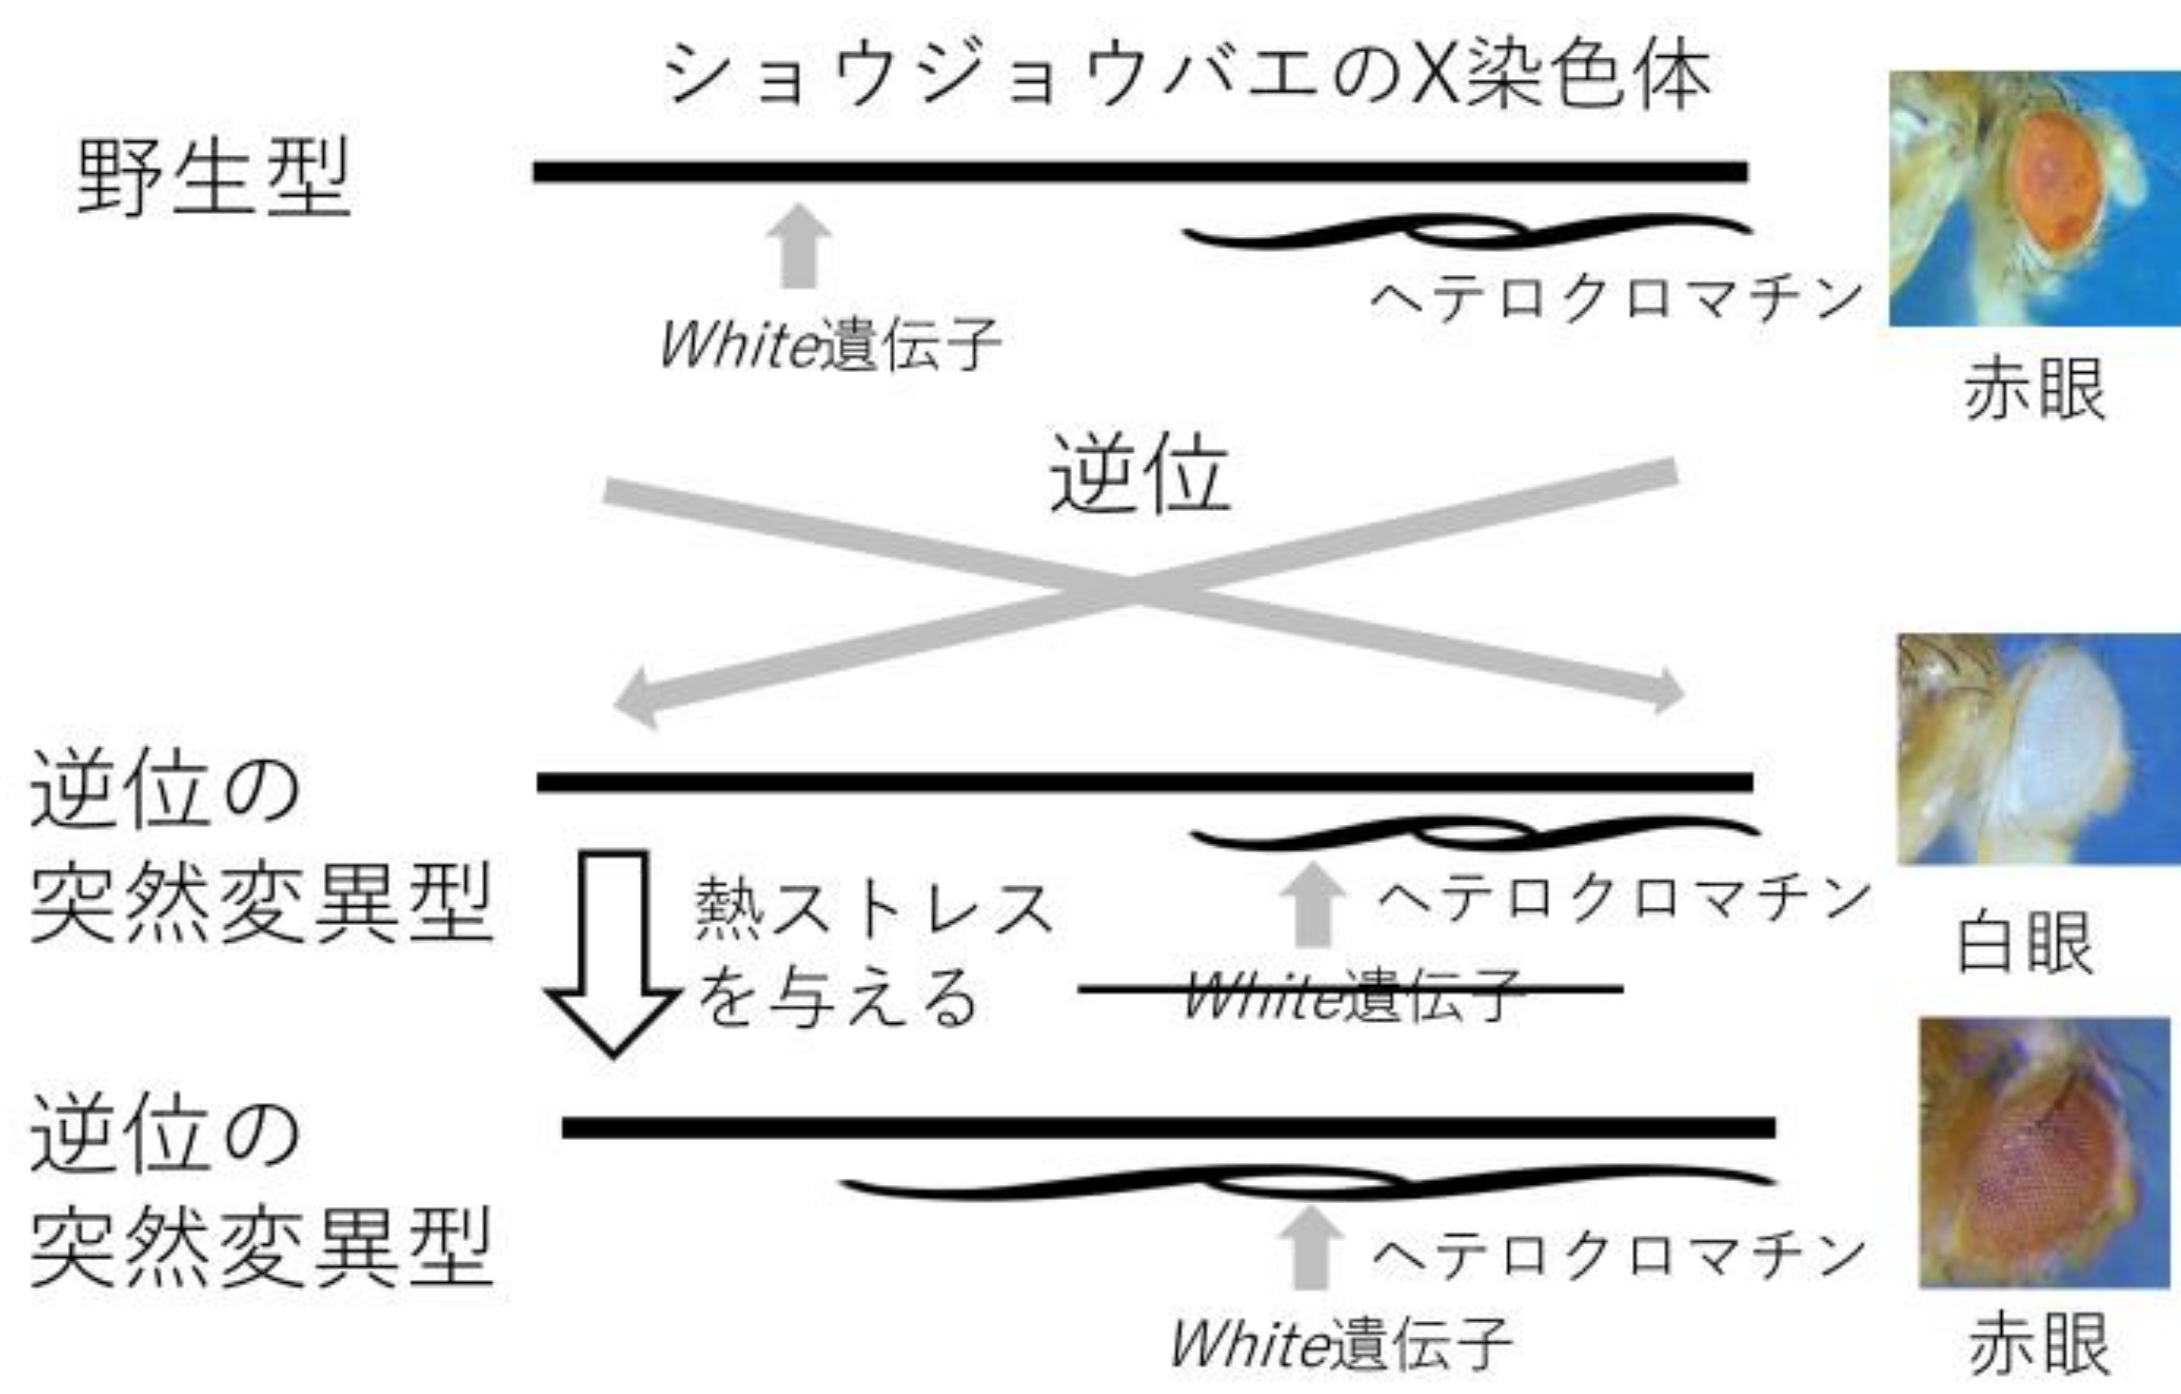 ショウジョウバエのX染色体
野生型
White遺伝子
ヘテロクロマチン
赤眼
逆位
逆位の
突然変異型
熱ストレス
を与える
ヘテロクロマチン
White遺伝子
白眼
逆位の
突然変異型
ヘテロクロマチン
White遺伝子
赤眼